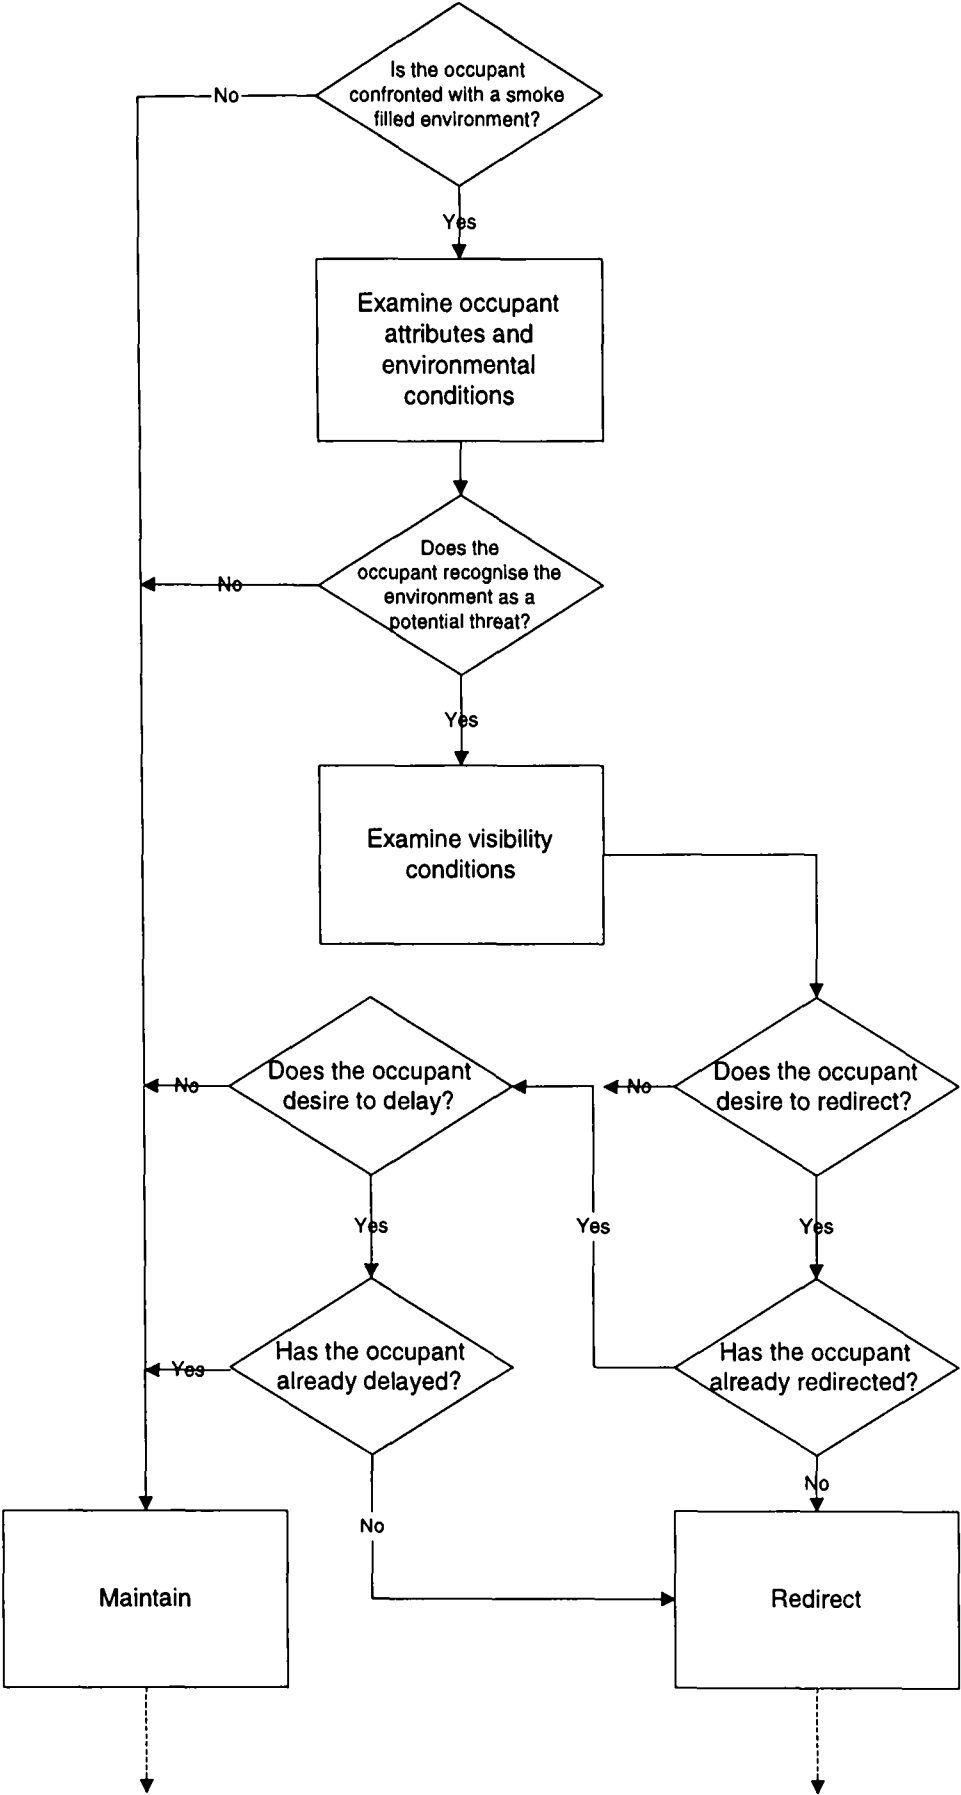 Is the occupant
confronted with a smoke
filled environment?
No
Yes
Examine occupant
attributes and
environmental
conditions
Does the
occupant recognise the
environment as a
potential threat?
No
Yes
Examine visibility
conditions
Does the occupant
desire to delay?
No
Does the occupant
desire to redirect?
No
Yes
Yes
Yes
Has the occupant
already delayed?
Yes
Has the occupant
already redirected?
No
No
Maintain
Redirect